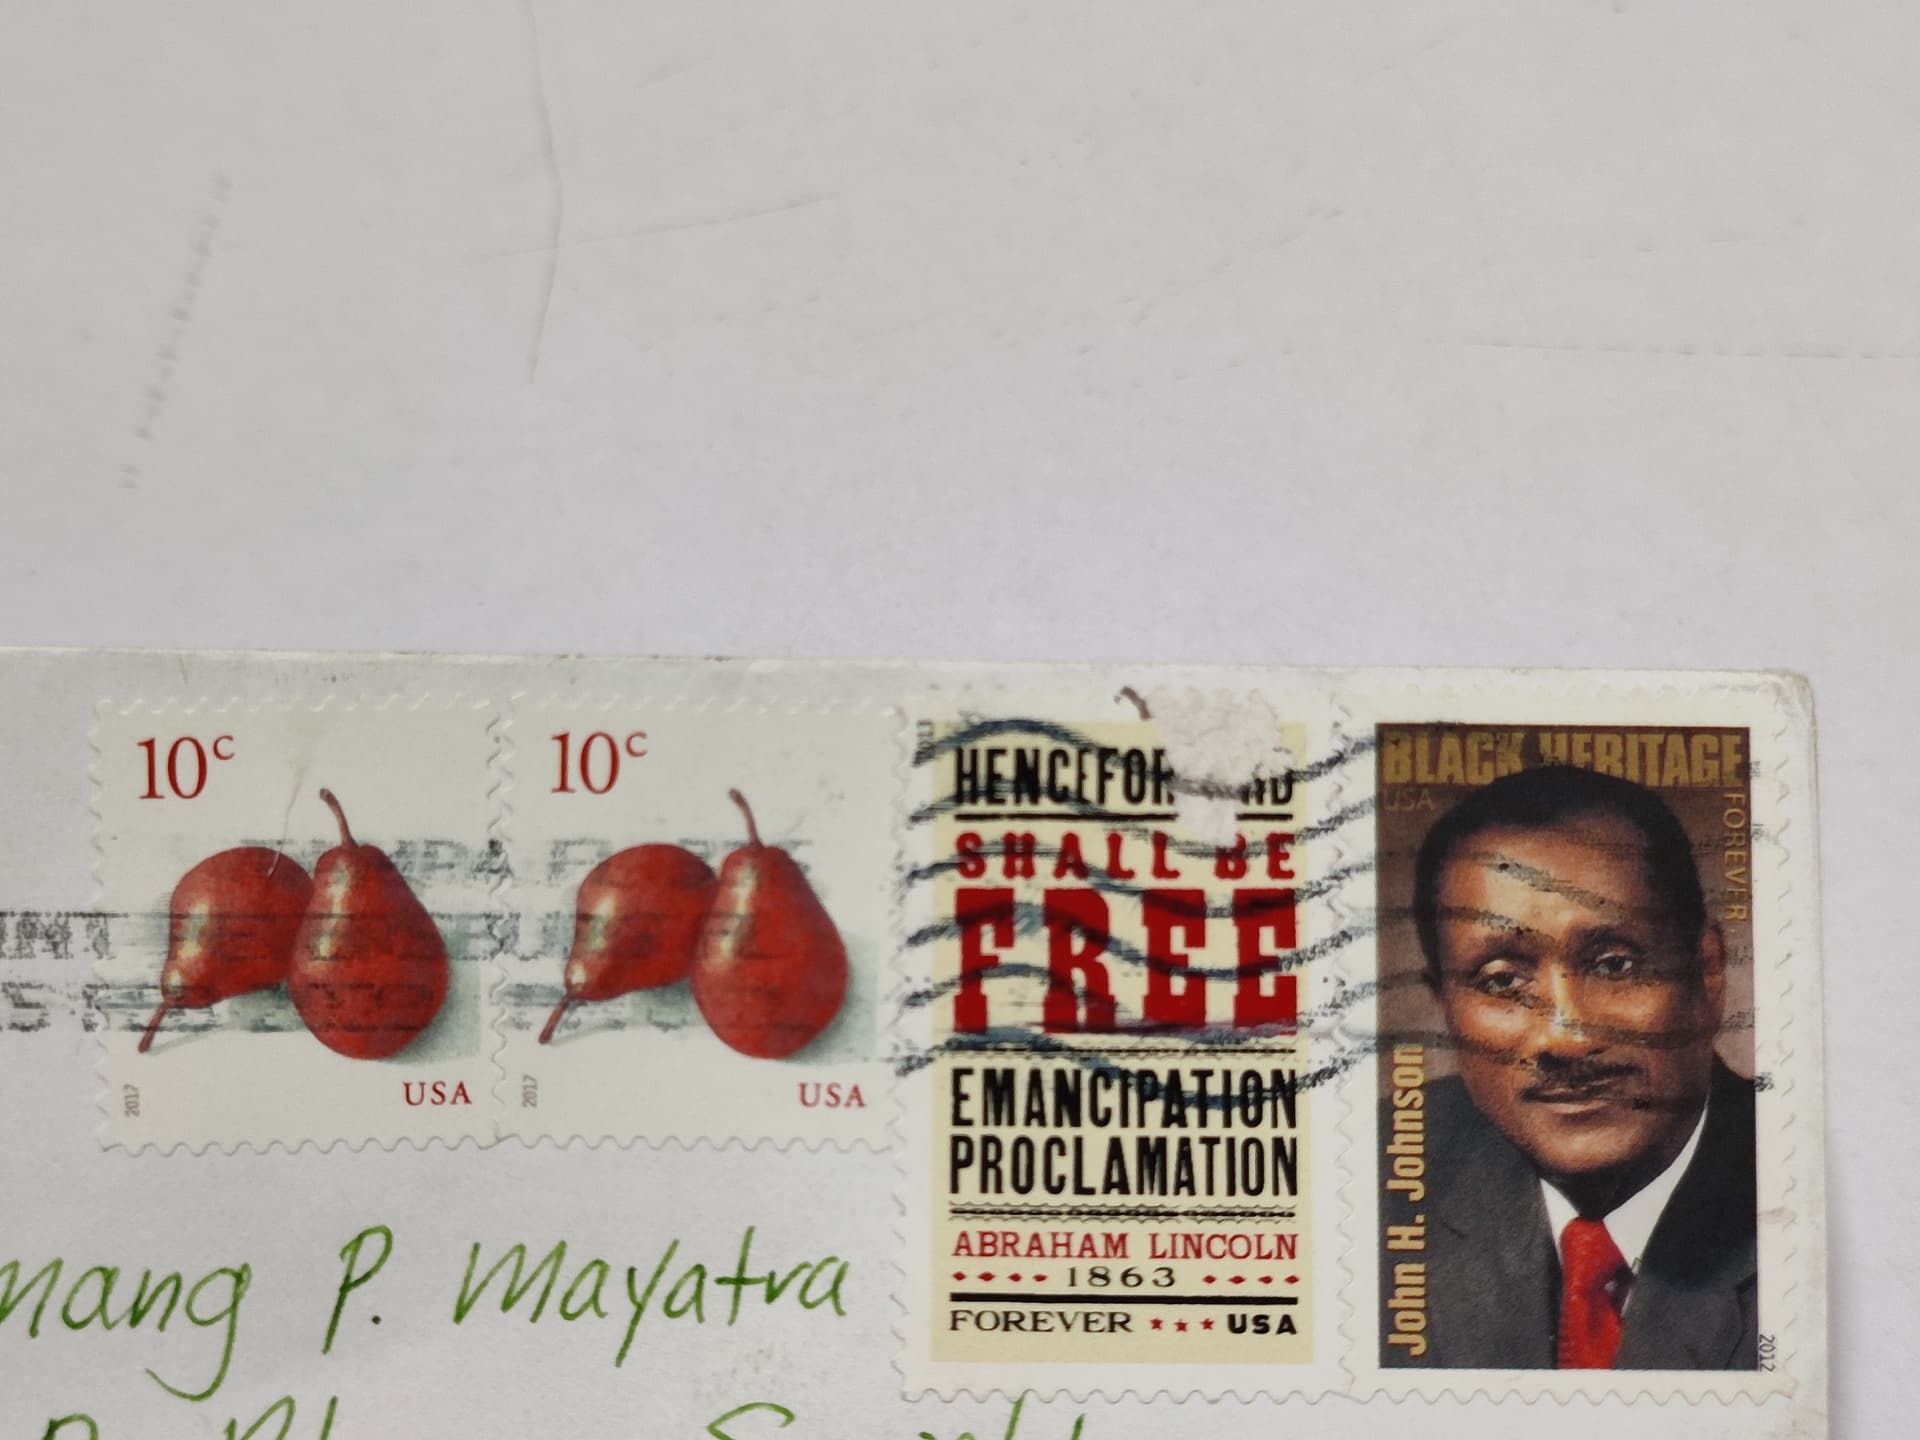 10c
USA
2017
10c
USA
2017
HENCEFOR
SHALL BE
FREE
EMANCIPATION
PROCLAMATION
ABRAHAM LINCOLN
1863
FOREVER USA
BLACK HERITAGE
USA
FOREVER
John H. Johnson
2012
P. Mayatra